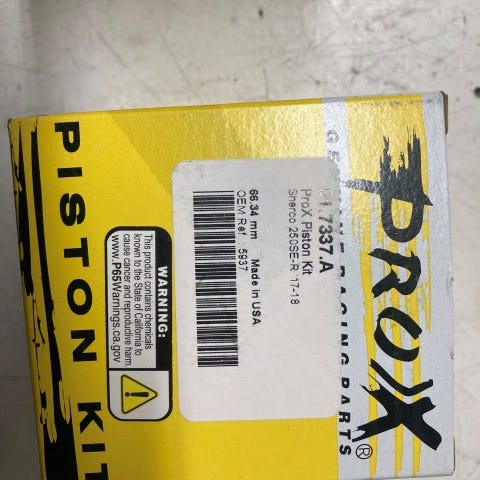 PROX®
GENUINE RACING PARTS
.7337.A
ProX Piston Kit
Sherco 250SE-R '17-18
66.34 mm Made in USA
OEM Ref.: 5937
WARNING:
This product contains chemicals
known to the State of California to
cause cancer and reproductive harm.
www.P65Warnings.ca.gov
PISTON KIT